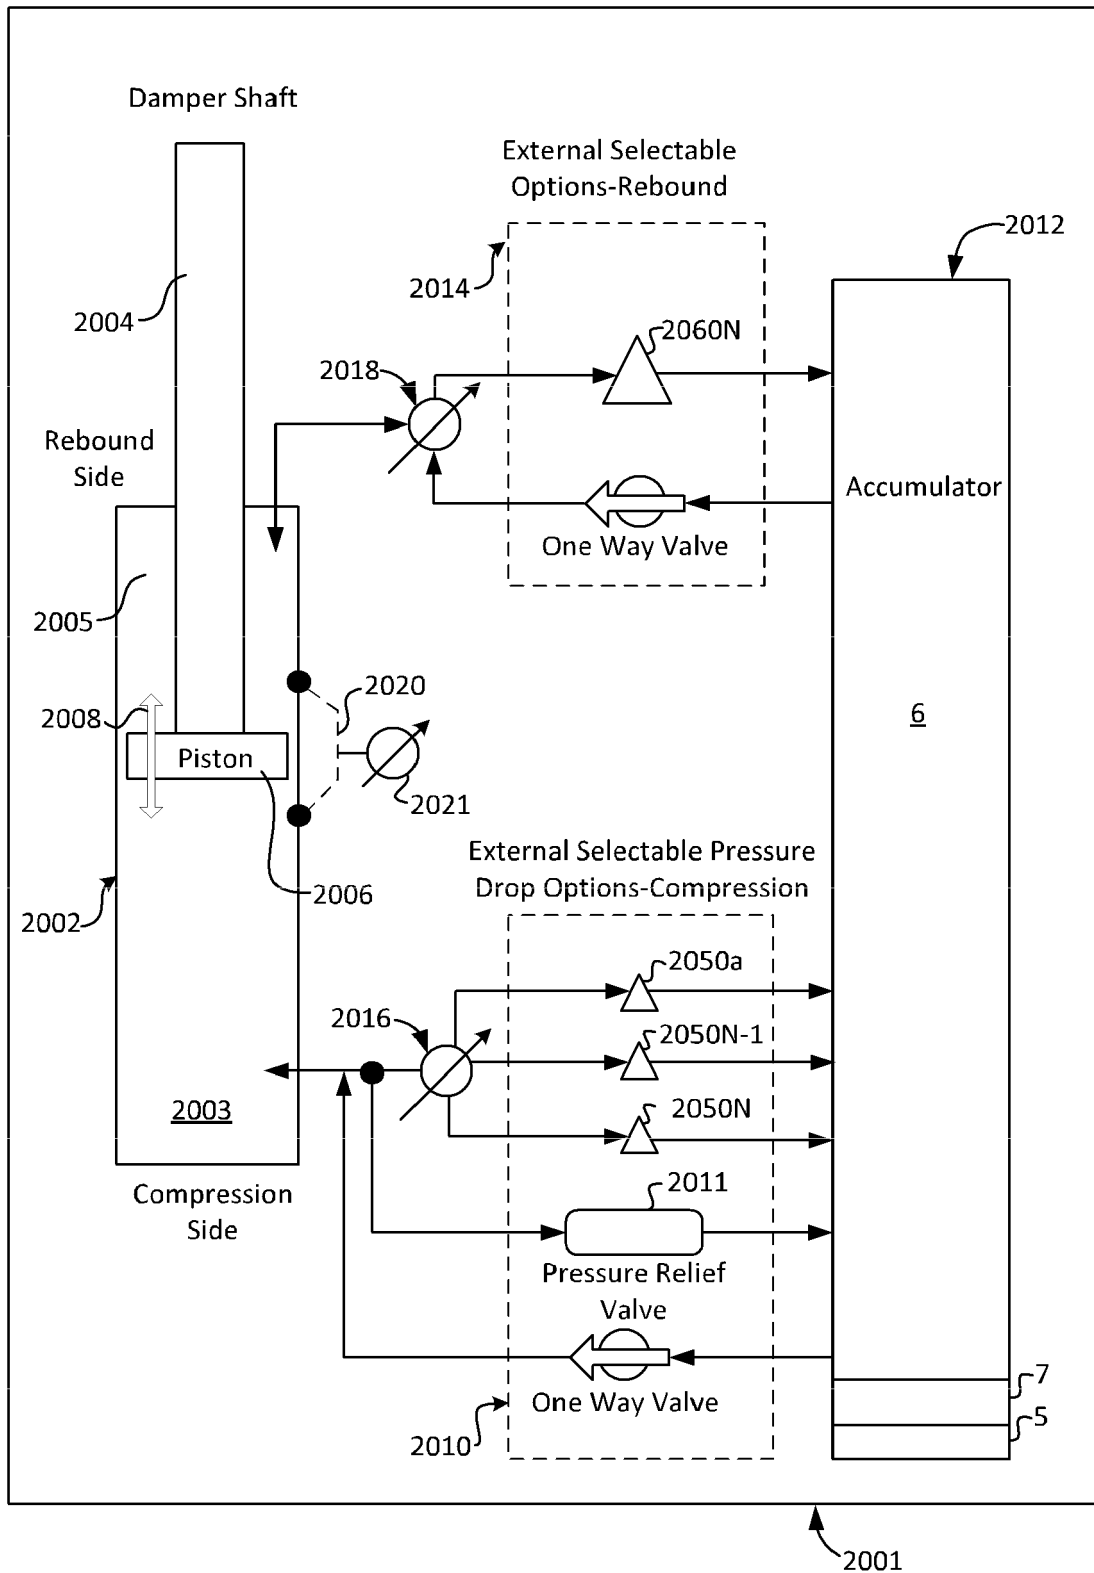 Damper Shaft
External Selectable
Options-Rebound
2012
2014
2004
2060N
2018
Rebound
Side
Accumulator
One Way Valve
2005
2020
2008
6
Piston
2021
External Selectable Pressure
Drop Options-Compression
2006
2002
2050a
2016
2050N-1
2003
2050N
2011
Compression
Side
Pressure Relief
Valve
7
One Way Valve
5
2010
2001